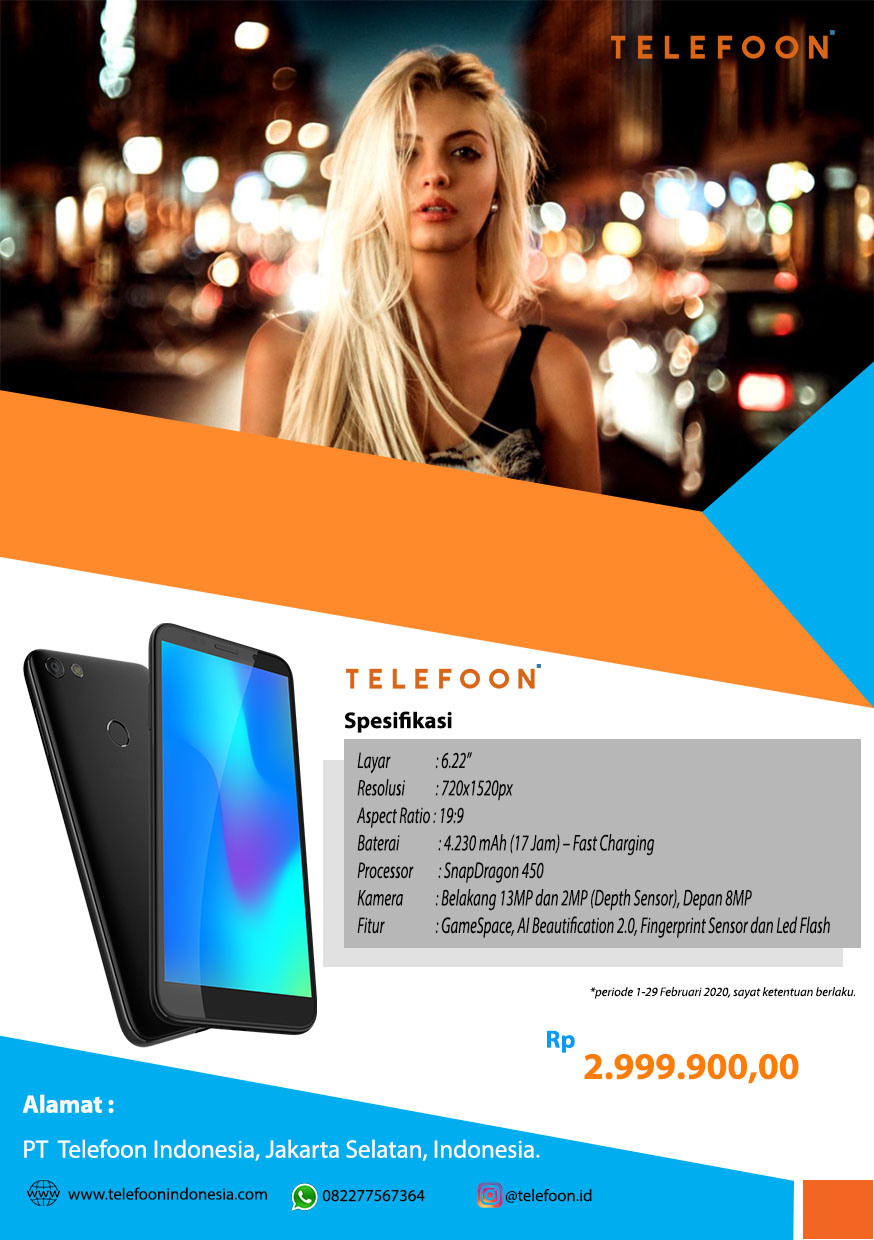 TELEFOON
TELEFOON
Spesifikasi
Layar : 6.22”
Resolusi : 720x1520px
Aspect Ratio : 19:9
Baterai : 4.230 mAh (17 Jam) – Fast Charging
Processor : SnapDragon 450
Kamera : Belakang 13MP dan 2MP (Depth Sensor), Depan 8MP
Fitur : GameSpace, AI Beautification 2.0, Fingerprint Sensor dan Led Flash
*periode 1-29 Februari 2020, sayat ketentuan berlaku.
Rp
2.999.900,00
Alamat :
PT Telefoon Indonesia, Jakarta Selatan, Indonesia.
www www.telefoonindonesia.com 082277567364 @telefoon.id